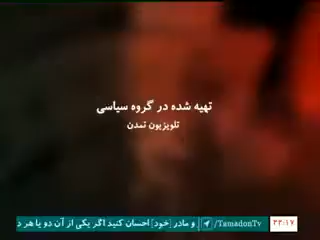 تهیه شده در گروه سیاسی
تلویزیون تمدن
و مادر [خود] احسان کنید اگر یکی از آن دو یا هر د
/TamadonTv
۲۲:۱۷